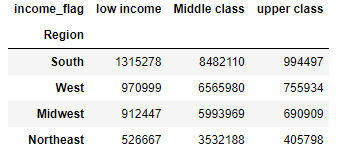 income_flag low income Middle class upper class
Region
South 1315278 8482110 994497
West 970999 6565980 755934
Midwest 912447 5993969 690909
Northeast 526667 3532188 405798